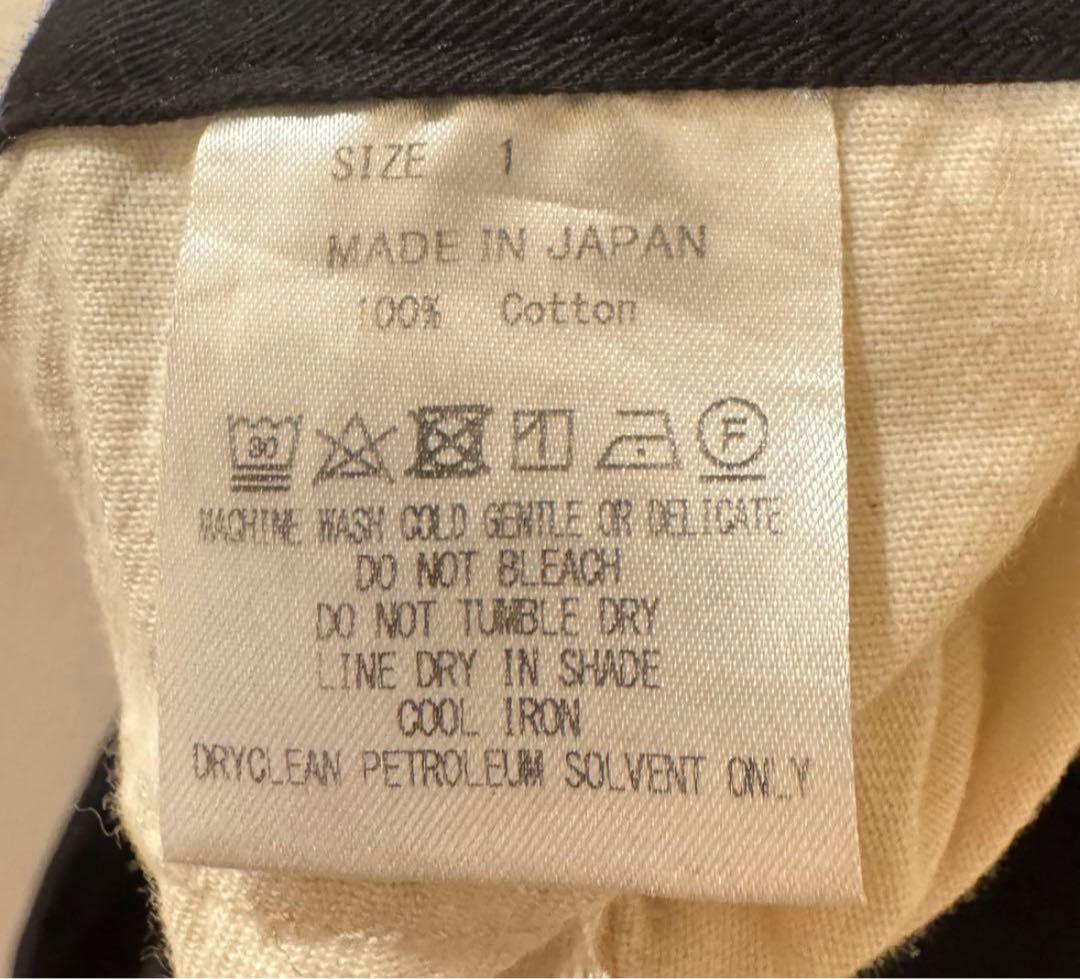 SIZE 1
MADE IN JAPAN
100% Cotton
30 F
MACHINE WASH COLD GENTLE OR DELICATE
DO NOT BLEACH
DO NOT TUMBLE DRY
LINE DRY IN SHADE
COOL IRON
DRYCLEAN PETROLEUM SOLVENT ONLY